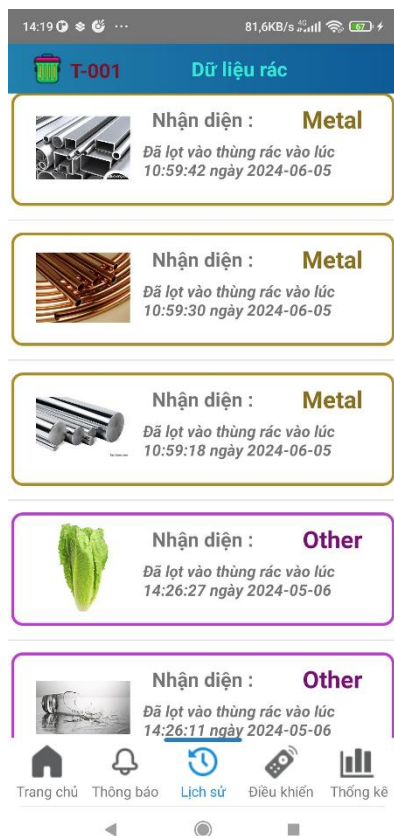 14:19 81,6KB/s 4G 67
T-001 Dữ liệu rác
Nhận diện : Metal
Đã lọt vào thùng rác vào lúc
10:59:42 ngày 2024-06-05
Nhận diện : Metal
Đã lọt vào thùng rác vào lúc
10:59:30 ngày 2024-06-05
Nhận diện : Metal
Đã lọt vào thùng rác vào lúc
10:59:18 ngày 2024-06-05
Nhận diện : Other
Đã lọt vào thùng rác vào lúc
14:26:27 ngày 2024-05-06
Nhận diện : Other
Đã lọt vào thùng rác vào lúc
14:26:11 ngày 2024-05-06
Trang chủ Thông báo Lịch sử Điều khiển Thống kê